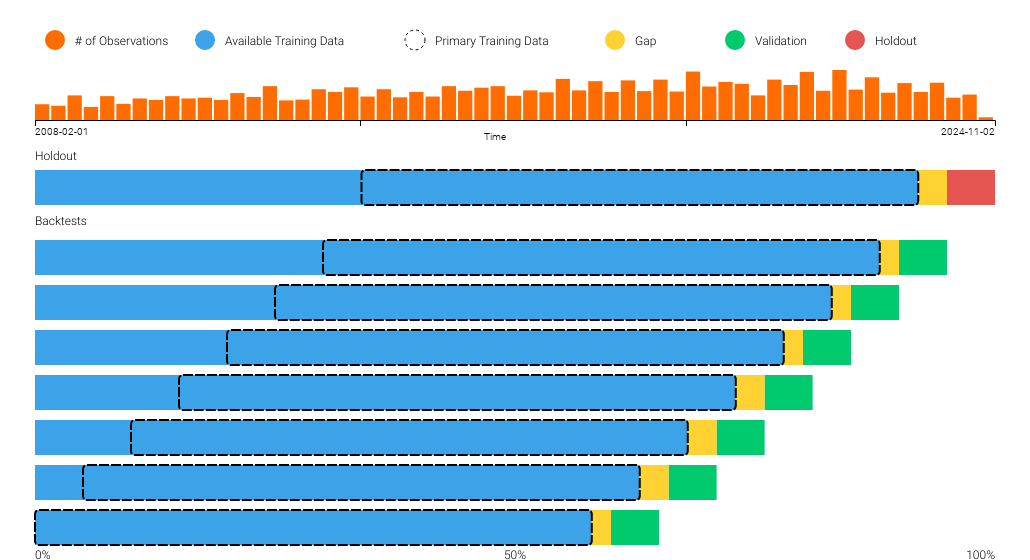 # of Observations Available Training Data Primary Training Data Gap Validation Holdout
2008-02-01 Time 2024-11-02
Holdout
Backtests
0% 50% 100%